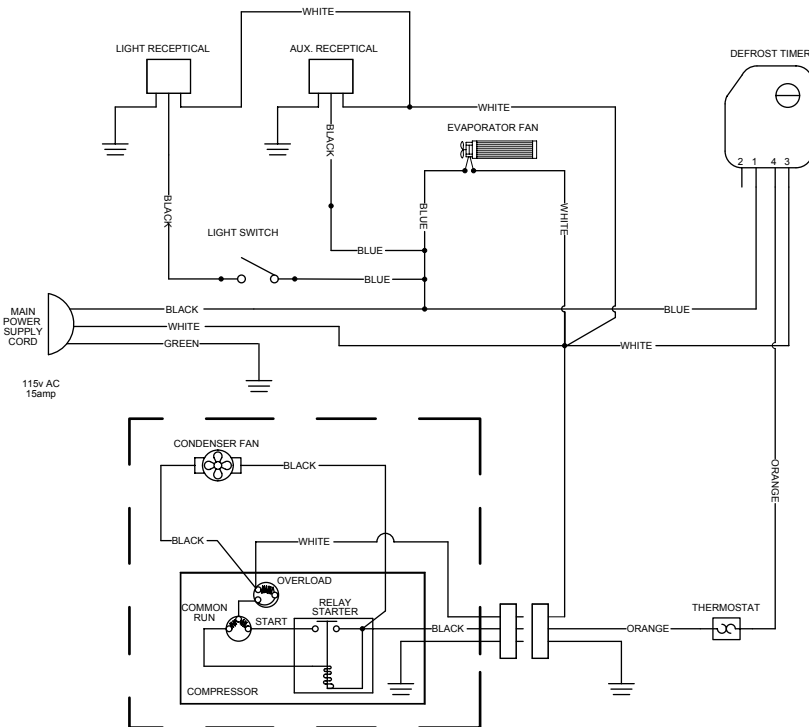 WHITE
LIGHT RECEPTICAL
AUX. RECEPTICAL
DEFROST TIMER
WHITE
EVAPORATOR FAN
BLACK
2 1 4 3
BLACK
BLUE
WHITE
LIGHT SWITCH
BLUE
BLUE
MAIN
POWER
SUPPLY
CORD
BLACK
BLUE
WHITE
GREEN
WHITE
115v AC
15amp
CONDENSER FAN
BLACK
ORANGE
BLACK
WHITE
OVERLOAD
COMMON
RUN
START
RELAY
STARTER
BLACK
ORANGE
THERMOSTAT
COMPRESSOR